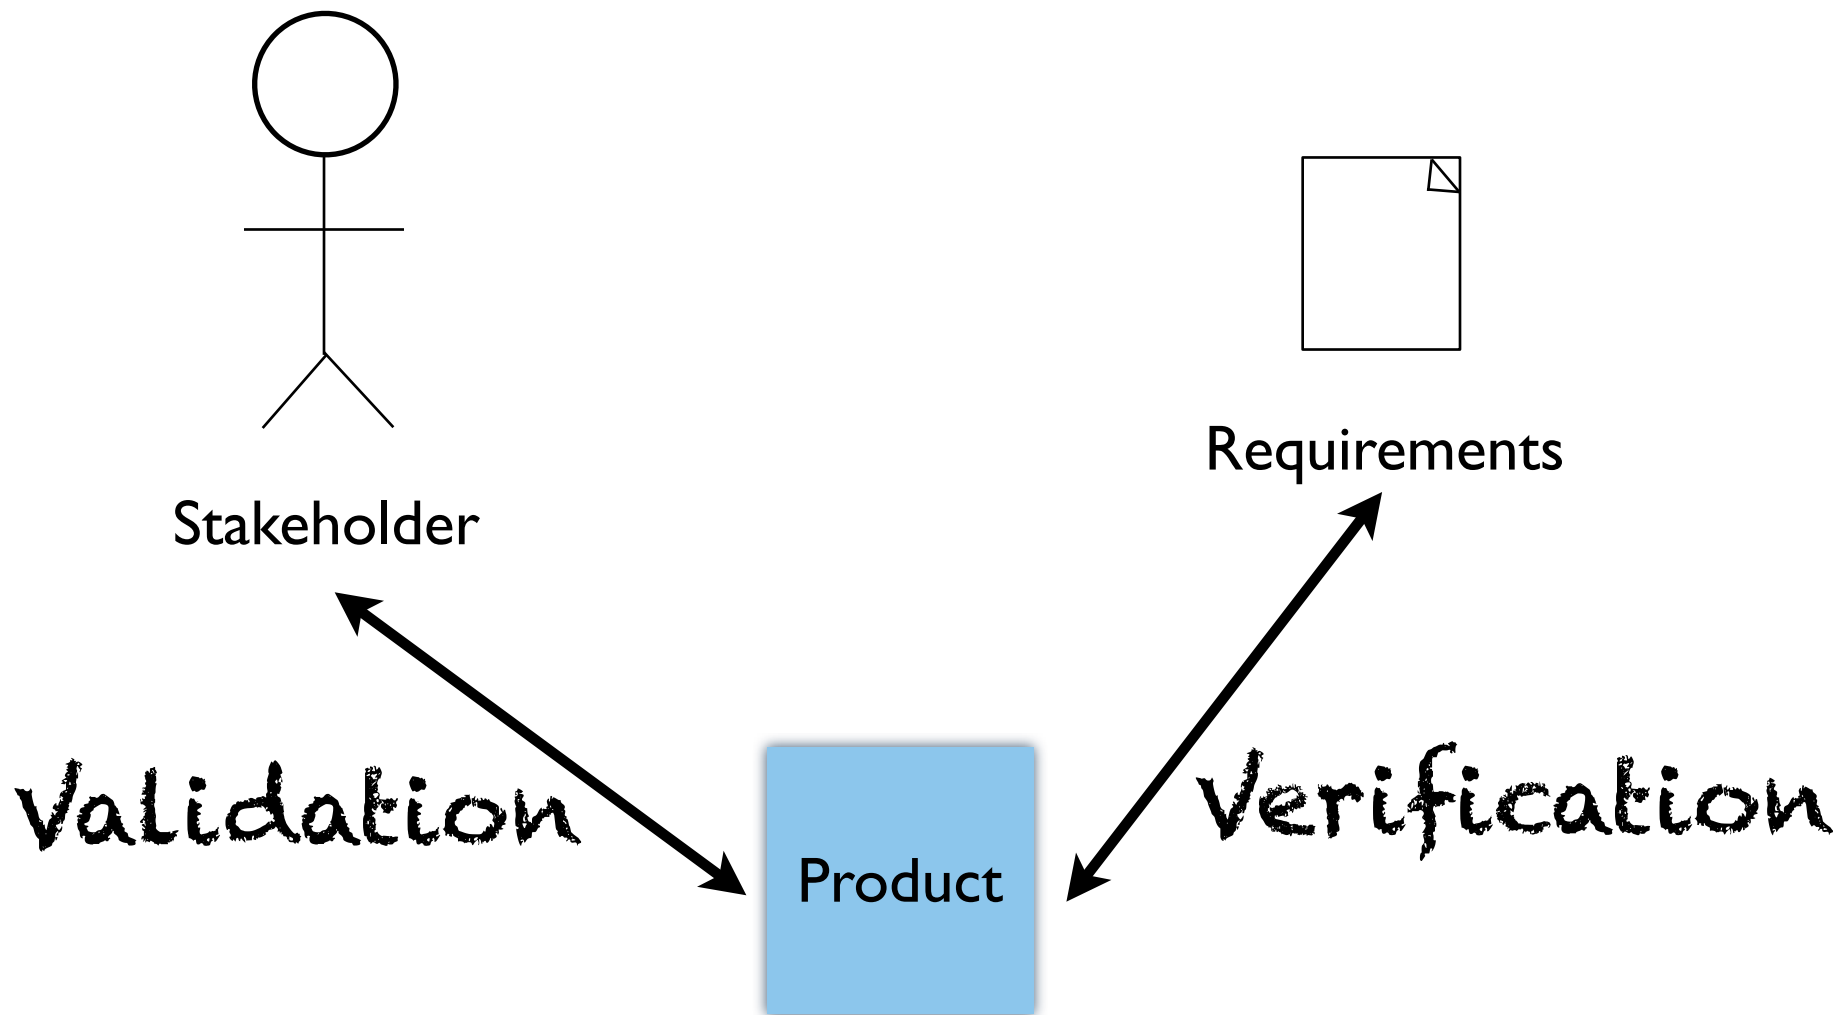 Requirements
Stakeholder
Validation
Verification
Product